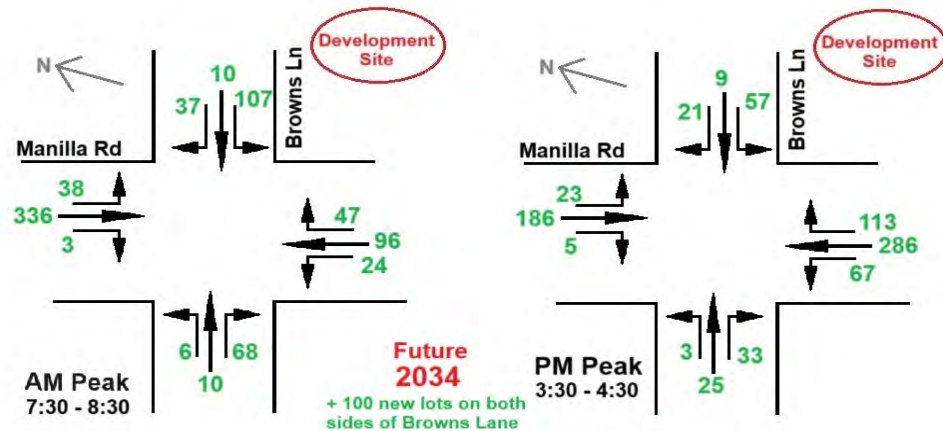 Development
Site
N
10
37
107
Browns Ln
Manilla Rd
38
336
3
47
96
24
6
68
10
AM Peak
7:30 - 8:30
Future
2034
+ 100 new lots on both
sides of Browns Lane
Development
Site
N
9
21
57
Browns Ln
Manilla Rd
23
186
5
113
286
67
3
33
25
PM Peak
3:30 - 4:30